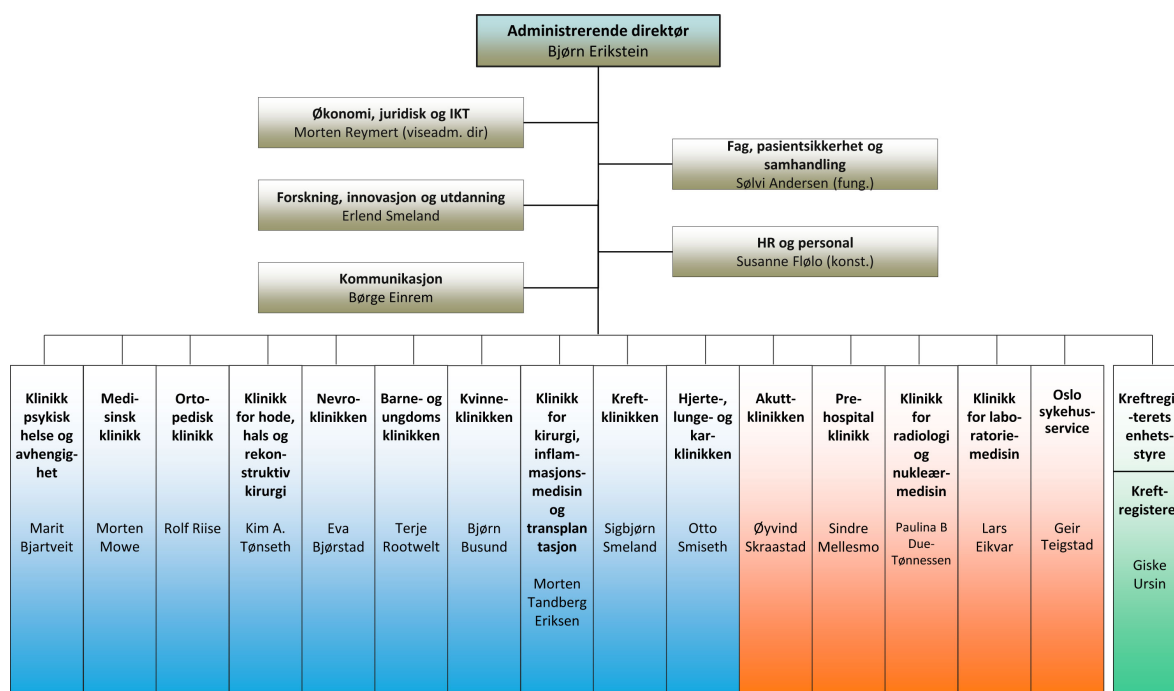 Administrerende direktør
Bjørn Erikstein
Økonomi, juridisk og IKT
Morten Reymert (viseadm. dir)
Fag, pasientsikkerhet og
samhandling
Sølvi Andersen (fung.)
Forskning, innovasjon og utdanning
Erlend Smeland
HR og personal
Susanne Flølo (konst.)
Kommunikasjon
Børge Einrem
Klinikk
psykisk
helse og
avhengig-
het
Marit
Bjartveit
Medi-
sinsk
klinikk
Morten
Mowe
Orto-
pedisk
klinikk
Rolf Riise
Klinikk
for hode,
hals og
rekon-
struktiv
kirurgi
Kim A.
Tønseth
Nevro-
klinikken
Eva
Bjørstad
Barne- og
ungdoms
klinikken
Terje
Rootwelt
Kvinne-
klinikken
Bjørn
Busund
Klinikk
for
kirurgi,
inflam-
masjons-
medisin
og
transplan
tasjon
Morten
Tandberg
Eriksen
Kreft-
klinikken
Sigbjørn
Smeland
Hjerte-,
lunge- og
kar-
klinikken
Otto
Smiseth
Akutt-
klinikken
Øyvind
Skraastad
Pre-
hospital
klinikk
Sindre
Mellesmo
Klinikk
for
radiologi
og
nukleær-
medisin
Paulina B
Due-
Tønnessen
Klinikk
for labo-
ratorie-
medisin
Lars
Eikvar
Oslo
sykehus-
service
Geir
Teigstad
Kreftregi
-terets
enhets-
styre
Kreft-
registere
Giske
Ursin